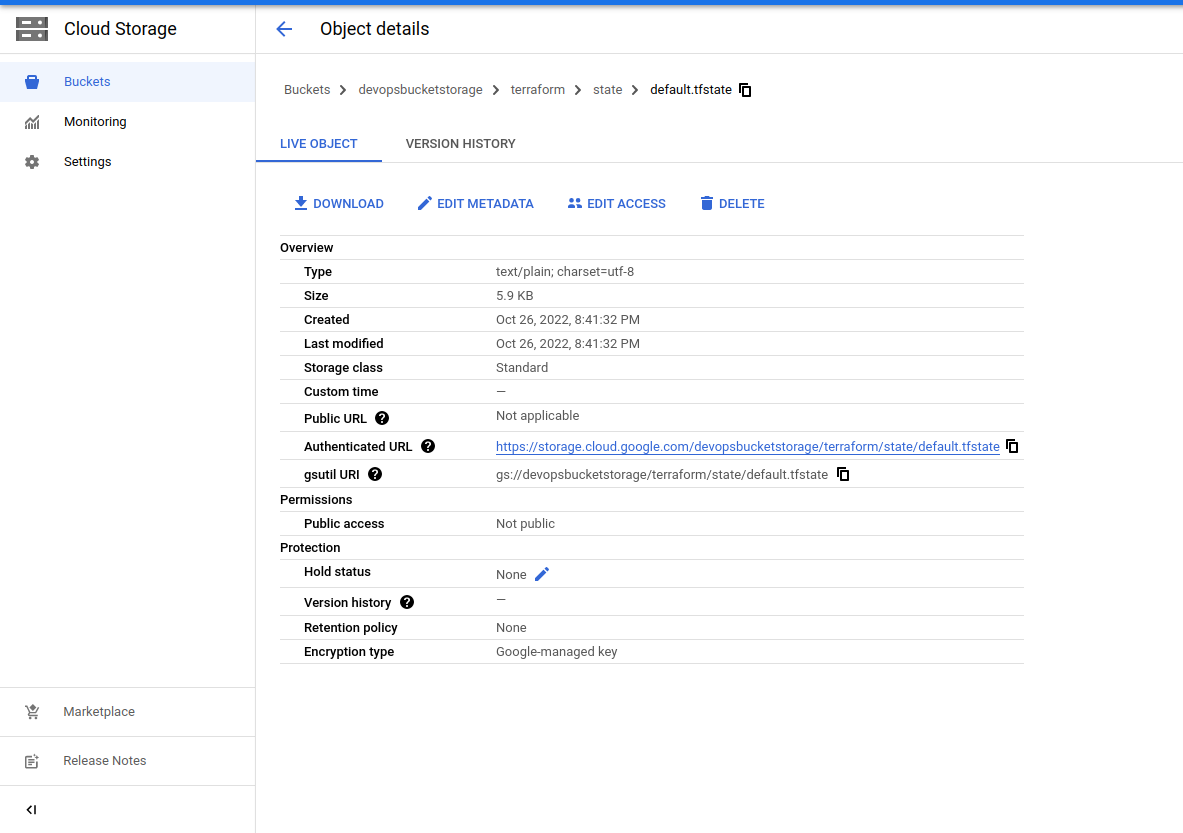 Cloud Storage
Object details
Buckets
Monitoring
Settings
Buckets devopsbucketstorage terraform state default.tfstate
LIVE OBJECT VERSION HISTORY
DOWNLOAD EDIT METADATA EDIT ACCESS DELETE
Overview
Type text/plain; charset=utf-8
Size 5.9 KB
Created Oct 26, 2022, 8:41:32 PM
Last modified Oct 26, 2022, 8:41:32 PM
Storage class Standard
Custom time —
Public URL ? Not applicable
Authenticated URL ? https://storage.cloud.google.com/devopsbucketstorage/terraform/state/default.tfstate
gsutil URI ? gs://devopsbucketstorage/terraform/state/default.tfstate
Permissions
Public access Not public
Protection
Hold status None
Version history ? —
Retention policy None
Encryption type Google-managed key
Marketplace
Release Notes